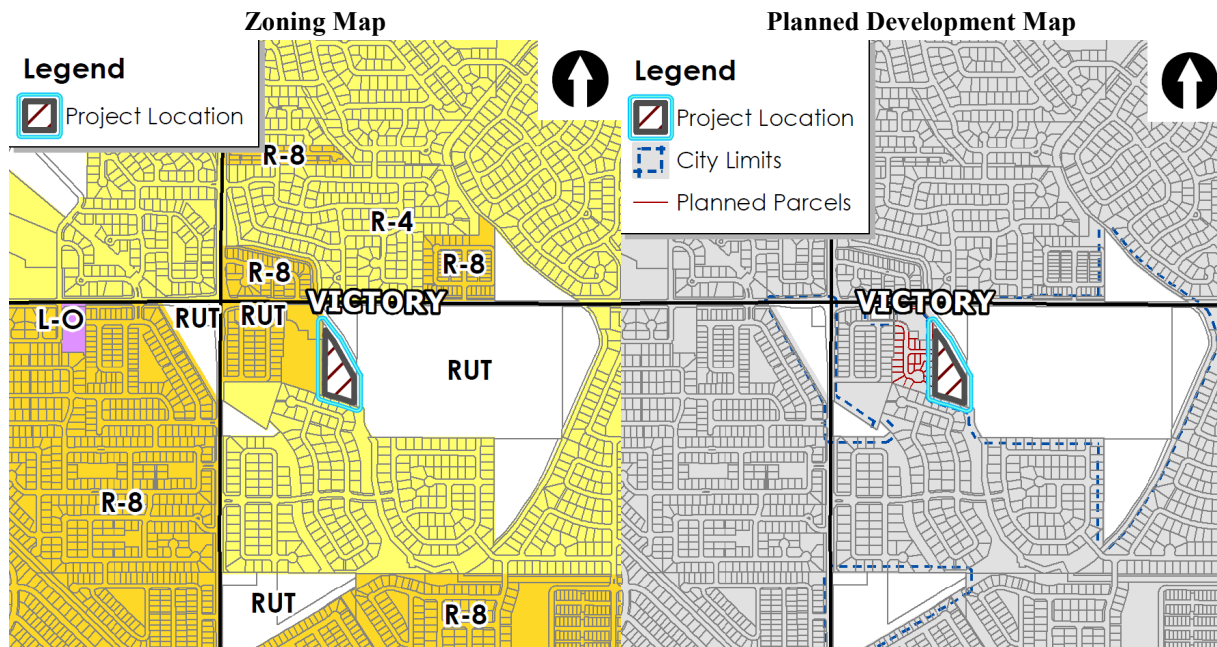 Zoning Map
Legend
Project Location
R-8
R-4
R-8
R-8
VICTORY
L-O
RUT
RUT
RUT
R-8
RUT
R-8
Planned Development Map
Legend
Project Location
City Limits
Planned Parcels
VICTORY